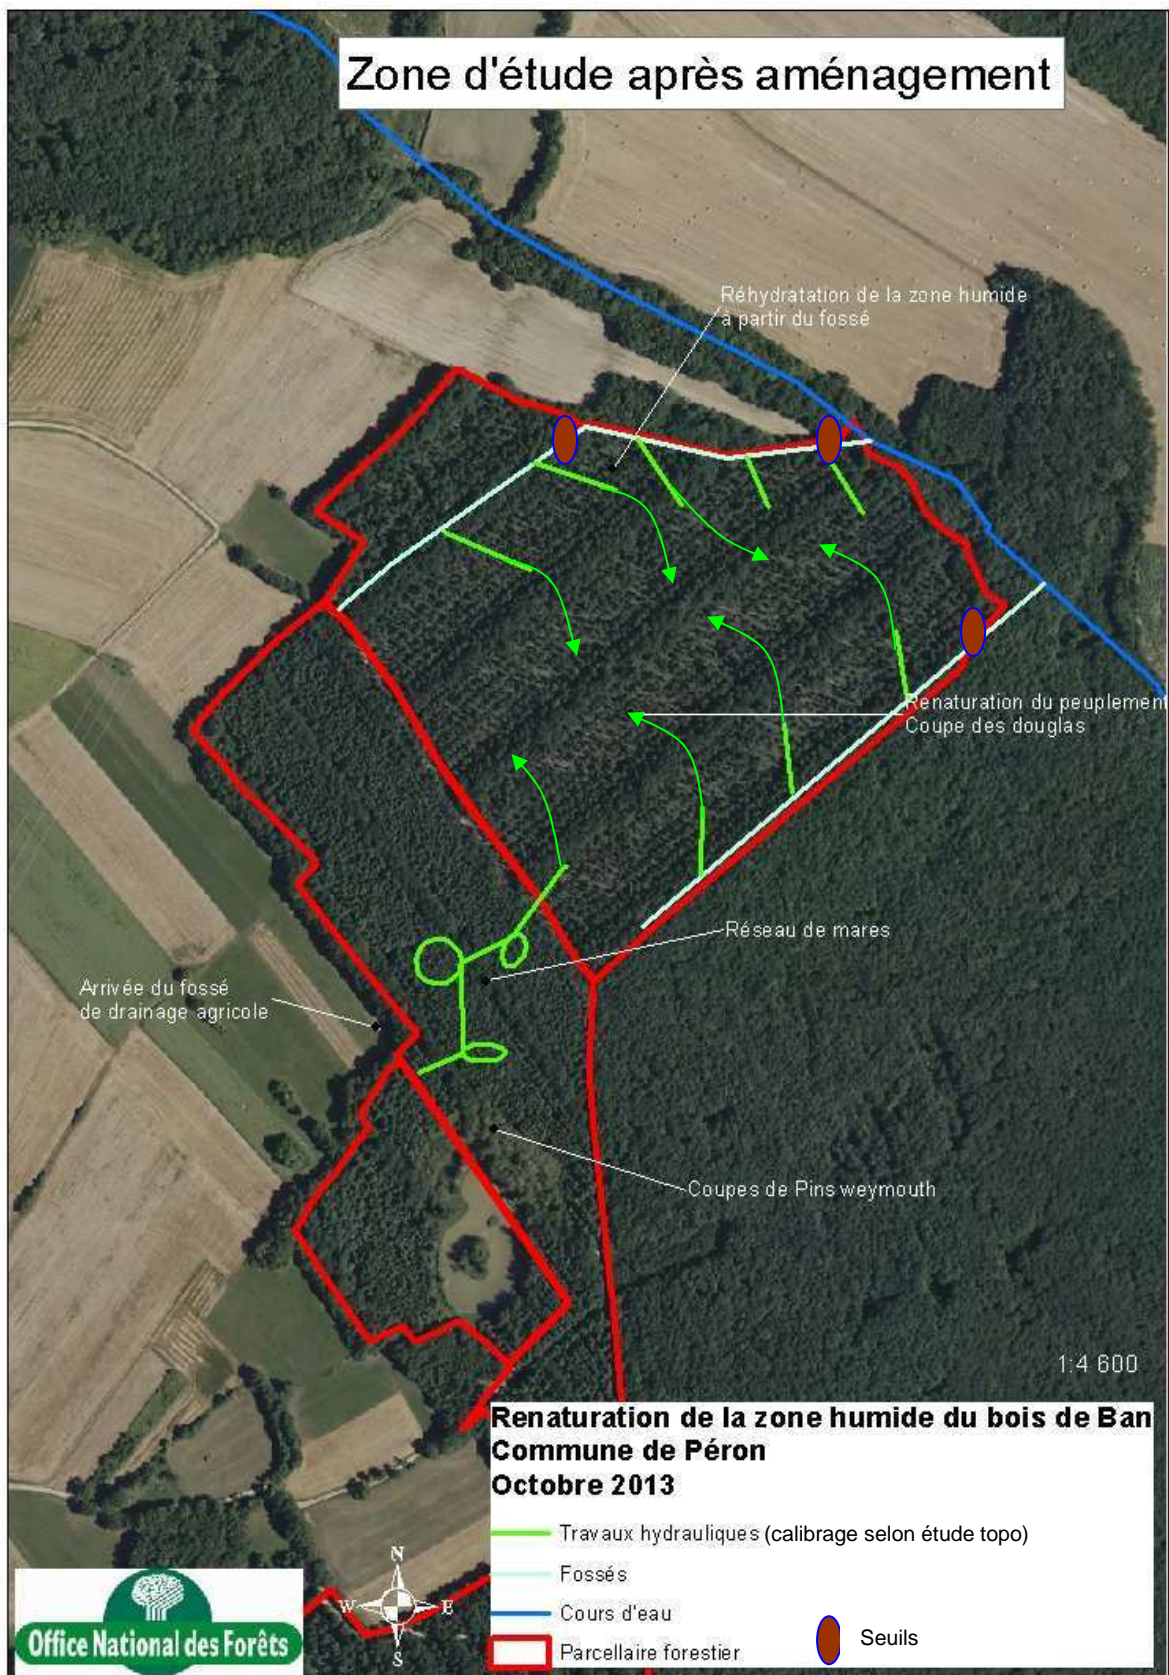 Zone d'étude après aménagement
Réhydratation de la zone humide
à partir du fossé
Renaturation du peuplement
Coupe des douglas
Réseau de mares
Arrivée du fossé
de drainage agricole
Coupes de Pins weymouth
1:4 600
Renaturation de la zone humide du bois de Ban
Commune de Péron
Octobre 2013
Travaux hydrauliques (calibrage selon étude topo)
Fossés
Cours d'eau
Parcellaire forestier
Seuils
N
W E
S
Office National des Forêts